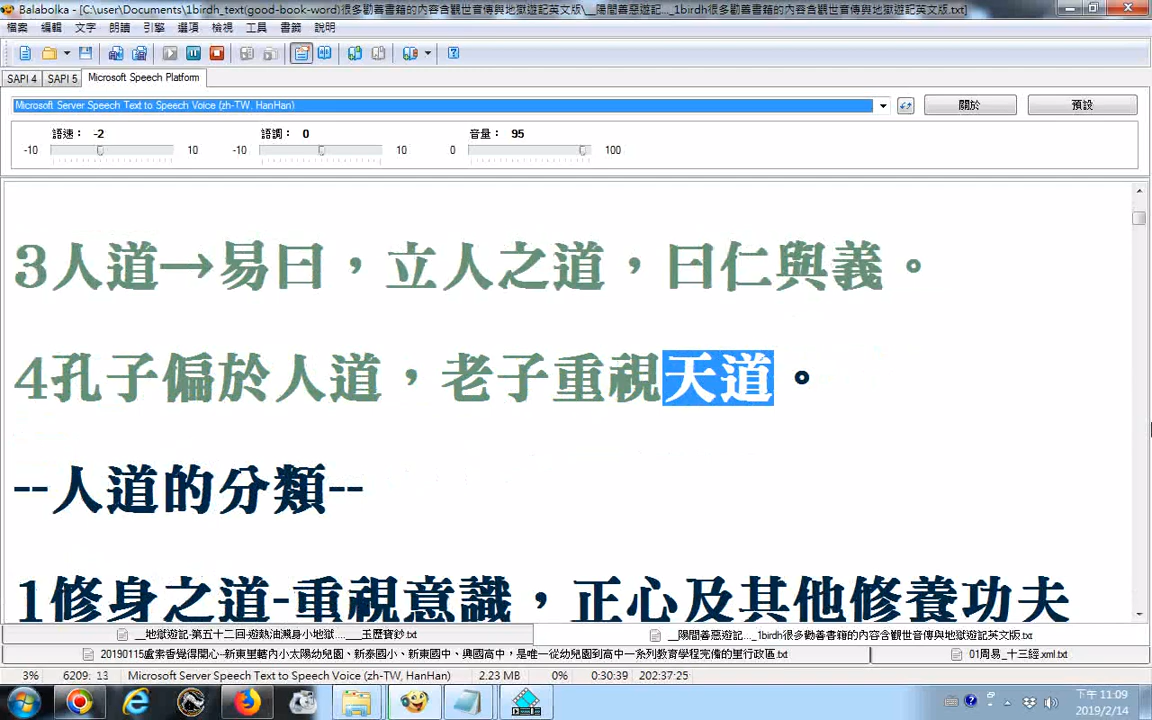 Balabolka - [C:\user\Documents\1birdh_text(good-book-word)很多勸善書籍的內容含觀世音傳與地獄遊記英文版\__陽間善惡遊記..._1birdh很多勸善書籍的內容含觀世音傳與地獄遊記英文版.txt]
檔案 編輯 文字 朗讀 引擎 選項 檢視 工具 書籤 說明
SAPI 4 SAPI 5 Microsoft Speech Platform
Microsoft Server Speech Text to Speech Voice (zh-TW, HanHan) 關於 預設
語速： -2 語調： 0 音量： 95
-10 10 -10 10 0 100
3人道→易曰，立人之道，曰仁與義。
4孔子偏於人道，老子重視天道。
--人道的分類--
1修身之道-重視意識，正心及其他修養功夫
__地獄遊記-第五十二回-遊熱油濺身小地獄....___玉歷寶鈔.txt __陽間善惡遊記..._1birdh很多勸善書籍的內容含觀世音傳與地獄遊記英文版.txt
20190115盧素香覺得開心--新東里轄內小太陽幼兒園、新泰國小、新東國中、興國高中，是唯一從幼兒園到高中一系列教育學程完備的里行政區.txt 01周易_十三經.xml.txt
3% 6209: 13 Microsoft Server Speech Text to Speech Voice (zh-TW, HanHan) 2.23 MB 0% 0:30:39 202:37:25
下午 11:09
2019/2/14